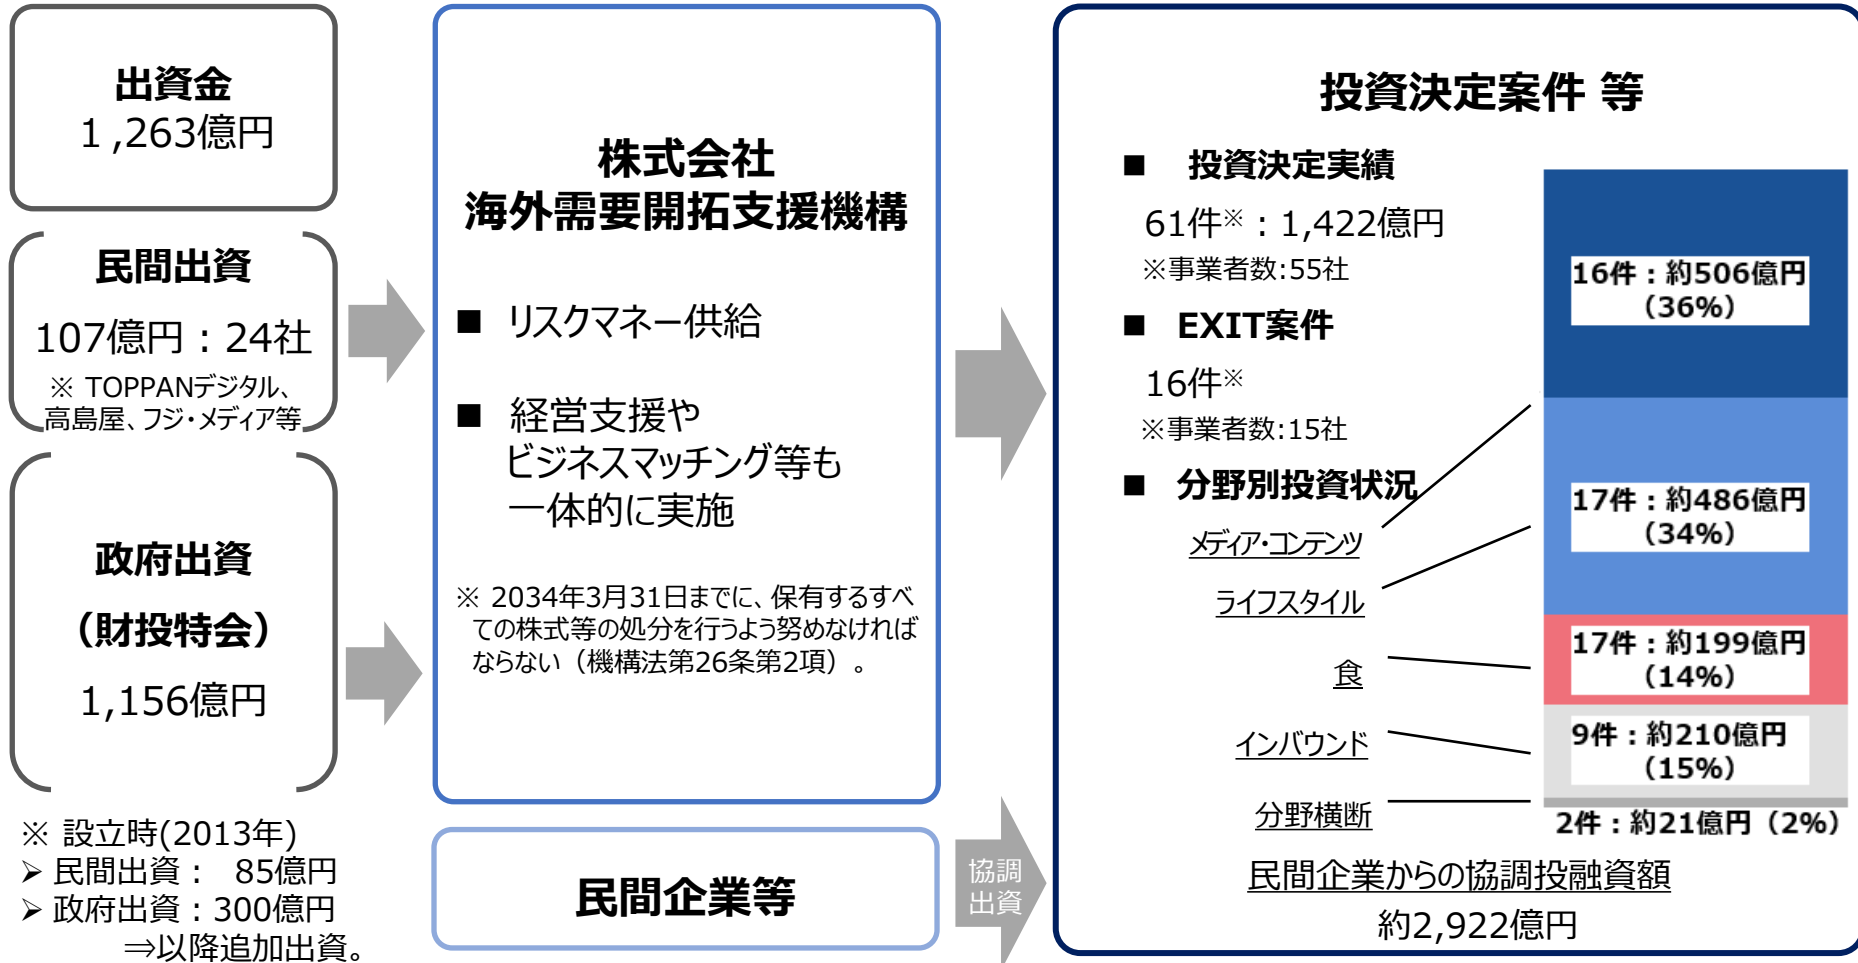 出資金
1,263億円
民間出資
107億円：24社
※ TOPPANデジタル、
高島屋、フジ・メディア等
政府出資
（財投特会）
1,156億円
※ 設立時(2013年)
➢ 民間出資： 85億円
➢ 政府出資：300億円
⇒以降追加出資。
株式会社
海外需要開拓支援機構
■ リスクマネー供給
■ 経営支援や
ビジネスマッチング等も
一体的に実施
※ 2034年3月31日までに、保有するすべ
ての株式等の処分を行うよう努めなければ
ならない（機構法第26条第2項）。
民間企業等
協調
出資
投資決定案件 等
■ 投資決定実績
61件※：1,422億円
※事業者数:55社
■ EXIT案件
16件※
※事業者数:15社
■ 分野別投資状況
メディア・コンテンツ
ライフスタイル
食
インバウンド
分野横断
16件：約506億円
（36%）
17件：約486億円
（34%）
17件：約199億円
（14%）
9件：約210億円
（15%）
2件：約21億円（2%）
民間企業からの協調投融資額
約2,922億円